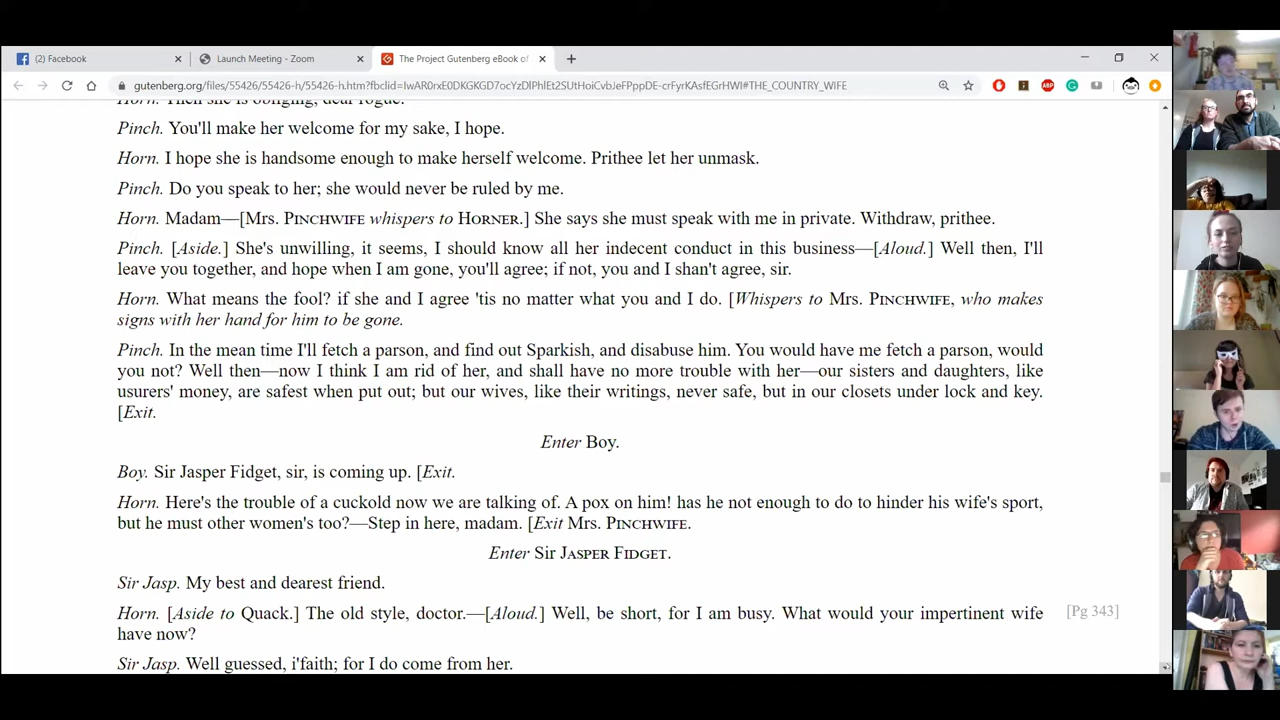 (2) Facebook
Launch Meeting - Zoom
The Project Gutenberg eBook of
gutenberg.org/files/55426/55426-h/55426-h.htm?fbclid=IwAR0rxED
#THE_COUNTRY_WIFE
Horn. Then she is obliging, dear rogue.
Pinch. You'll make her welcome for my sake, I hope.
Horn. I hope she is handsome enough to make herself welcome. Prithee let her unmask.
Pinch. Do you speak to her; she would never be ruled by me.
Horn. Madam—[Mrs. PINCHWIFE whispers to HORNER.] She says she must speak with me in private. Withdraw, prithee.
Pinch. [Aside.] She's unwilling, it seems, I should know all her indecent conduct in this business—[Aloud.] Well then, I'll
leave you together, and hope when I am gone, you'll agree; if not, you and I shan't agree, sir.
Horn. What means the fool? if she and I agree 'tis no matter what you and I do. [Whispers to Mrs. PINCHWIFE, who makes
signs with her hand for him to be gone.
Pinch. In the mean time I'll fetch a parson, and find out Sparkish, and disabuse him. You would have me fetch a parson, would
you not? Well then—now I think I am rid of her, and shall have no more trouble with her—our sisters and daughters, like
usurers' money, are safest when put out; but our wives, like their writings, never safe, but in our closets under lock and key.
[Exit.
Enter Boy.
Boy. Sir Jasper Fidget, sir, is coming up. [Exit.
Horn. Here's the trouble of a cuckold now we are talking of. A pox on him! has he not enough to do to hinder his wife's sport,
but he must other women's too?—Step in here, madam. [Exit Mrs. PINCHWIFE.
Enter Sir JASPER FIDGET.
Sir Jasp. My best and dearest friend.
Horn. [Aside to Quack.] The old style, doctor.—[Aloud.] Well, be short, for I am busy. What would your impertinent wife
have now?
[Pg 343]
Sir Jasp. Well guessed, i'faith; for I do come from her.